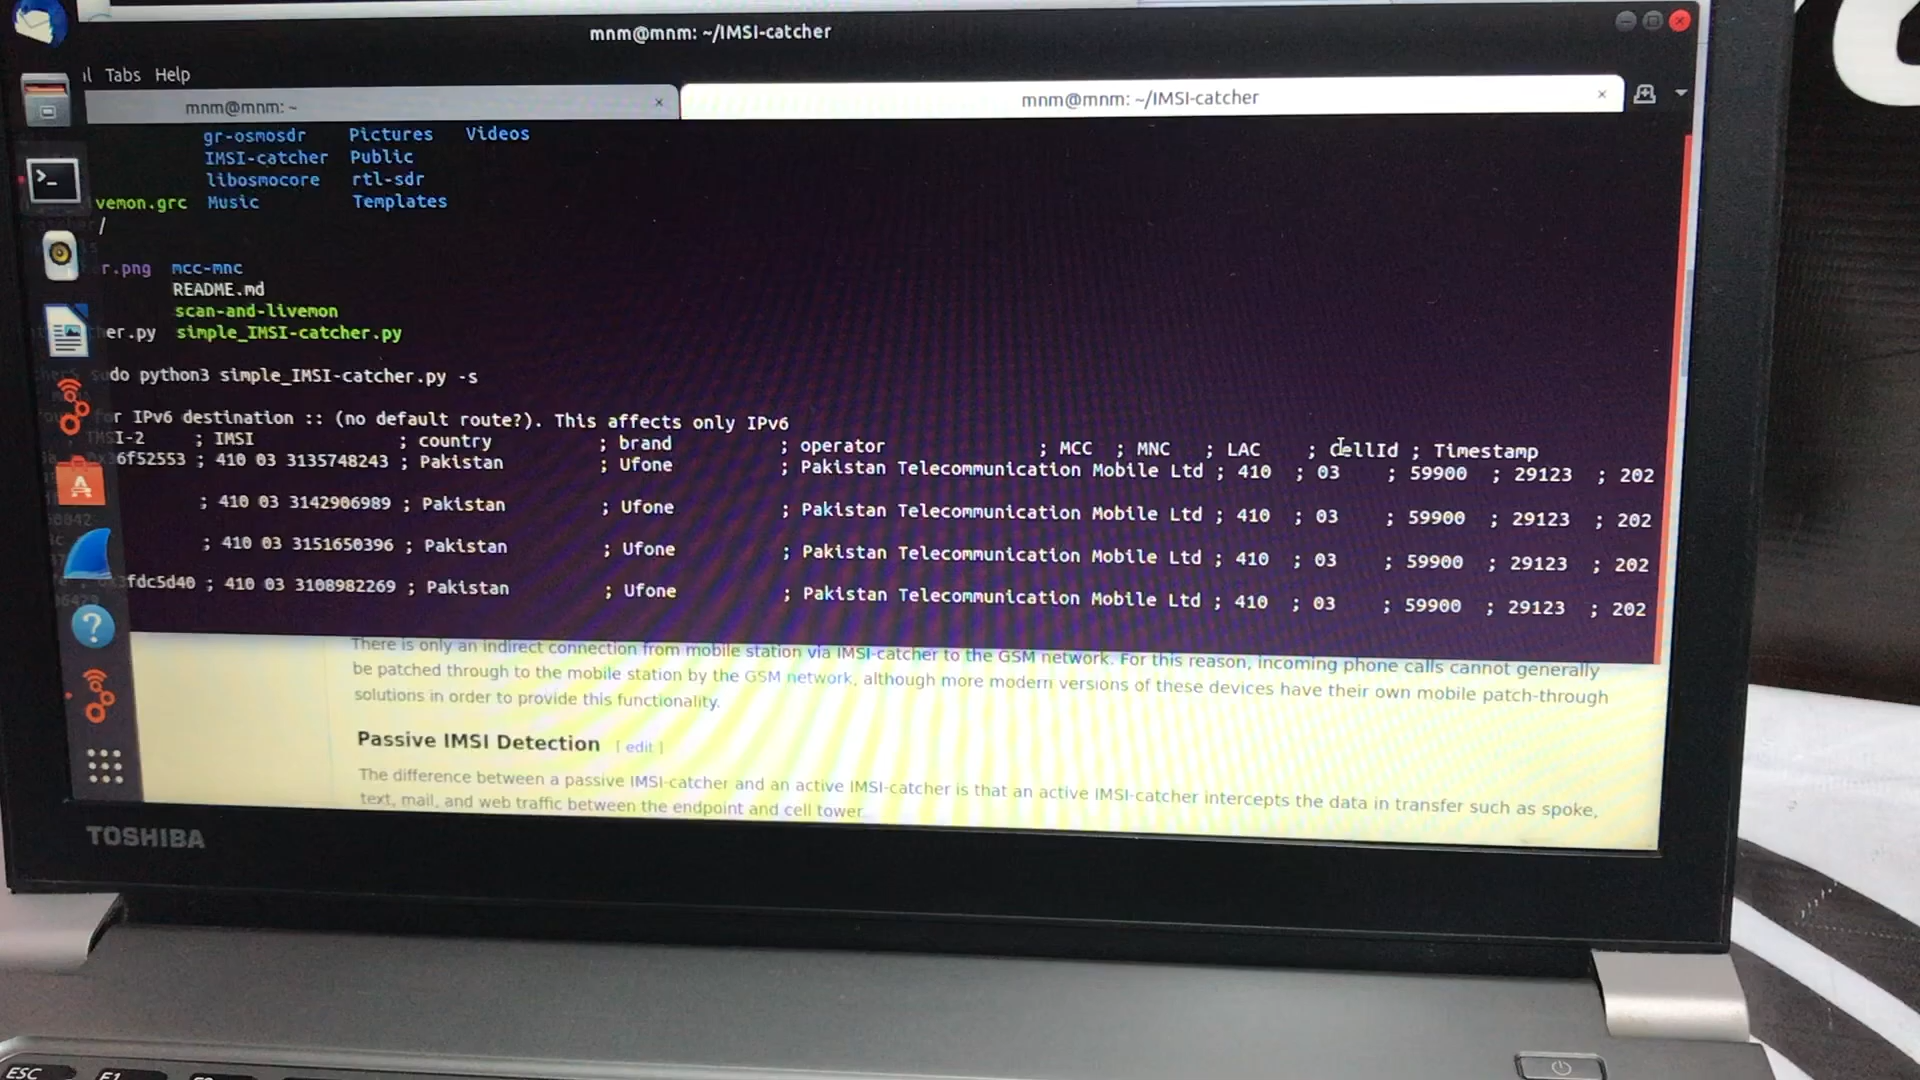 mnm@mnm: ~/IMSI-catcher
Tabs Help
mnm@mnm: ~ ×
mnm@mnm: ~/IMSI-catcher ×
gr-osmosdr Pictures Videos
IMSI-catcher Public
libosmocore rtl-sdr
vemon.grc Music Templates
/
r.png mcc-mnc
README.md
scan-and-livemon
her.py simple_IMSI-catcher.py
do python3 simple_IMSI-catcher.py -s
r IPv6 destination :: (no default route?). This affects only IPv6
TMSI-2 ; IMSI ; country ; brand ; operator ; MCC ; MNC ; LAC ; CellId ; Timestamp
6f52553 ; 410 03 3135748243 ; Pakistan ; Ufone ; Pakistan Telecommunication Mobile Ltd ; 410 ; 03 ; 59900 ; 29123 ; 202
; 410 03 3142906989 ; Pakistan ; Ufone ; Pakistan Telecommunication Mobile Ltd ; 410 ; 03 ; 59900 ; 29123 ; 202
; 410 03 3151650396 ; Pakistan ; Ufone ; Pakistan Telecommunication Mobile Ltd ; 410 ; 03 ; 59900 ; 29123 ; 202
fdc5d40 ; 410 03 3108982269 ; Pakistan ; Ufone ; Pakistan Telecommunication Mobile Ltd ; 410 ; 03 ; 59900 ; 29123 ; 202
There is only an indirect connection from mobile station via IMSI-catcher to the GSM network. For this reason, incoming phone calls cannot generally
be patched through to the mobile station by the GSM network, although more modern versions of these devices have their own mobile patch-through
solutions in order to provide this functionality.
Passive IMSI Detection [ edit ]
The difference between a passive IMSI-catcher and an active IMSI-catcher is that an active IMSI-catcher intercepts the data in transfer such as spoke,
text, mail, and web traffic between the endpoint and cell tower.
TOSHIBA
ESC F1